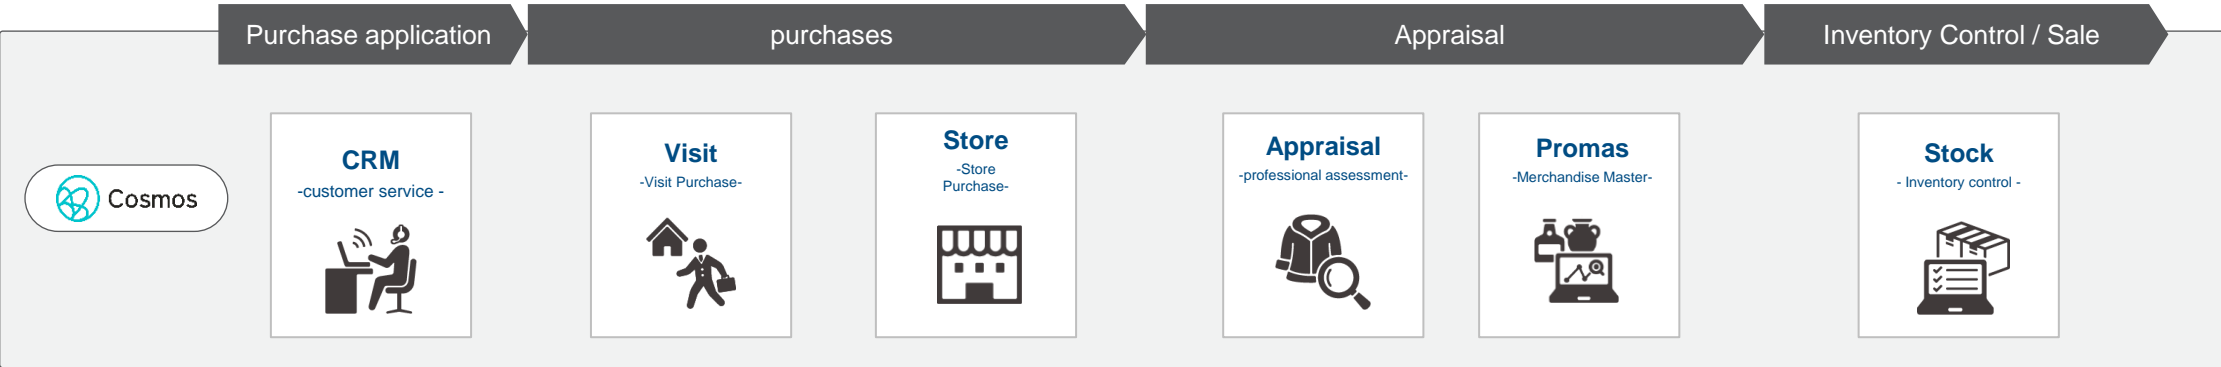 Purchase application
purchases
Appraisal
Inventory Control / Sale
Cosmos
CRM
-customer service -
Visit
-Visit Purchase-
Store
-Store
Purchase-
Appraisal
-professional assessment-
Promas
-Merchandise Master-
Stock
- Inventory control -